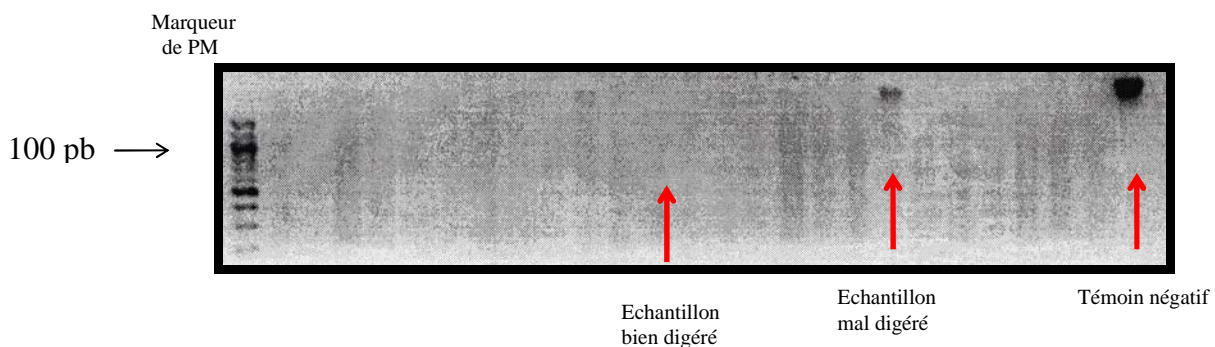 Marqueur
de PM
100 pb
Echantillon
bien digéré
Echantillon
mal digéré
Témoin négatif